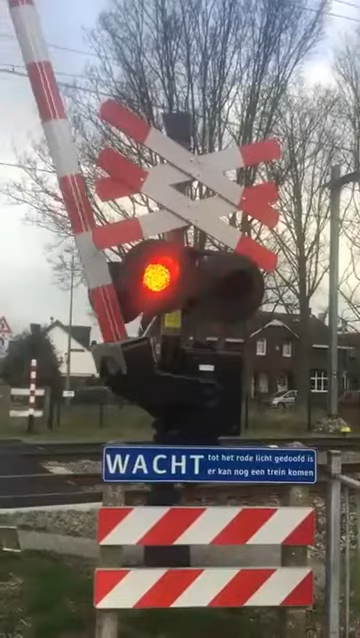 WACHT tot het rode licht gedoofd is
er kan nog een trein komen